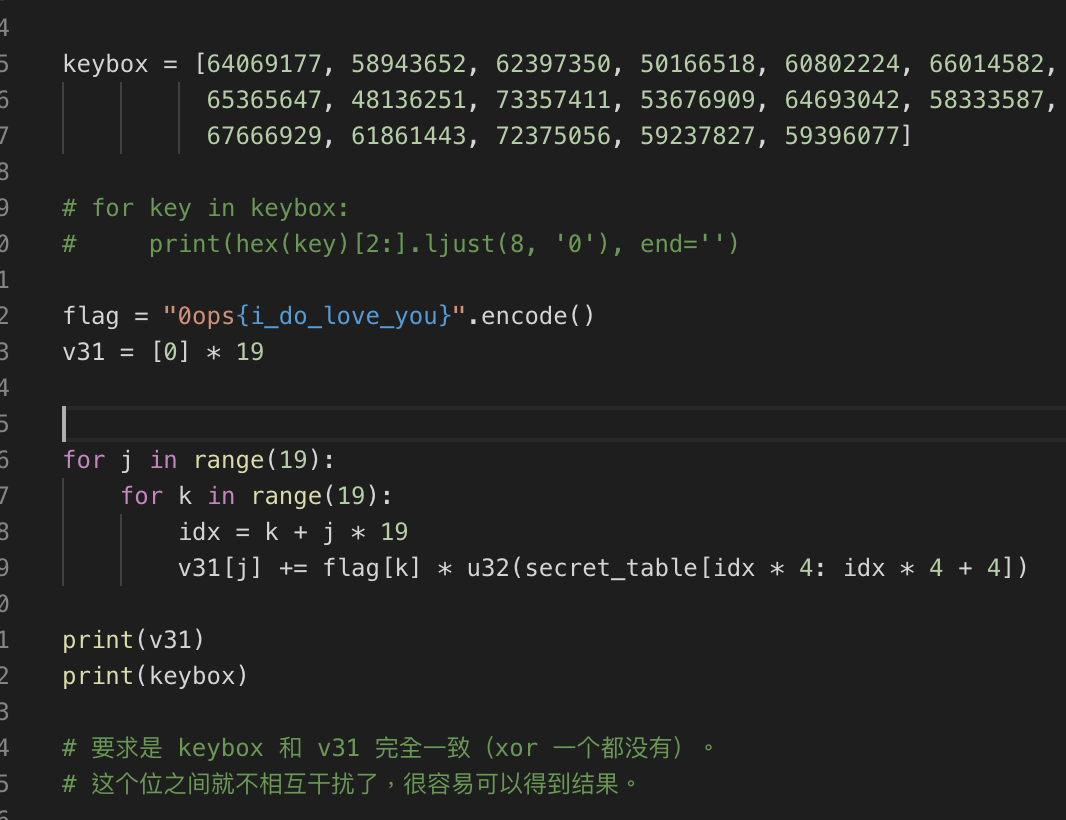 4
5 keybox = [64069177, 58943652, 62397350, 50166518, 60802224, 66014582,
6 65365647, 48136251, 73357411, 53676909, 64693042, 58333587,
7 67666929, 61861443, 72375056, 59237827, 59396077]
8
9 # for key in keybox:
0 #     print(hex(key)[2:].ljust(8, '0'), end='')
1
2 flag = "0ops{i_do_love_you}".encode()
3 v31 = [0] * 19
4
5
6 for j in range(19):
7     for k in range(19):
8         idx = k + j * 19
9         v31[j] += flag[k] * u32(secret_table[idx * 4: idx * 4 + 4])
0
1 print(v31)
2 print(keybox)
3
4 # 要求是 keybox 和 v31 完全一致（xor 一个都没有）。
5 # 这个位之间就不相互干扰了，很容易可以得到结果。
6